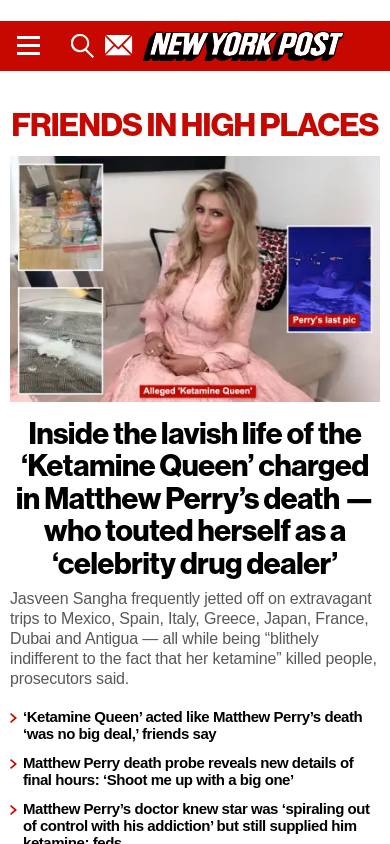 NEW YORK POST
FRIENDS IN HIGH PLACES
Perry's last pic
Alleged ‘Ketamine Queen’
Inside the lavish life of the
‘Ketamine Queen’ charged
in Matthew Perry’s death —
who touted herself as a
‘celebrity drug dealer’
Jasveen Sangha frequently jetted off on extravagant
trips to Mexico, Spain, Italy, Greece, Japan, France,
Dubai and Antigua — all while being “blithely
indifferent to the fact that her ketamine” killed people,
prosecutors said.
‘Ketamine Queen’ acted like Matthew Perry’s death
‘was no big deal,’ friends say
Matthew Perry death probe reveals new details of
final hours: ‘Shoot me up with a big one’
Matthew Perry’s doctor knew star was ‘spiraling out
of control with his addiction’ but still supplied him
ketamine: feds